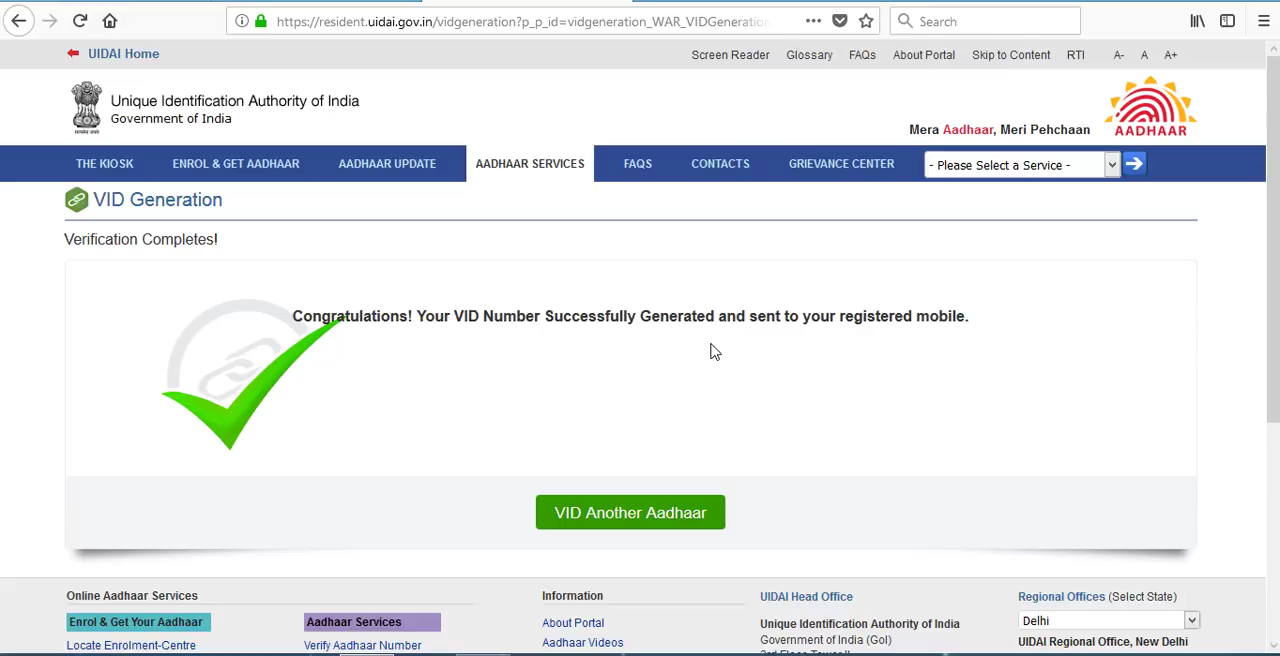 https://resident.uidai.gov.in/vidgeneration?p_p_id=vidgeneration_WAR_VIDGeneration
Search
UIDAI Home
Screen Reader Glossary FAQs About Portal Skip to Content RTI A- A A+
Unique Identification Authority of India
Government of India
Mera Aadhaar, Meri Pehchaan
AADHAAR
THE KIOSK ENROL & GET AADHAAR AADHAAR UPDATE AADHAAR SERVICES FAQS CONTACTS GRIEVANCE CENTER - Please Select a Service -
VID Generation
Verification Completes!
Congratulations! Your VID Number Successfully Generated and sent to your registered mobile.
VID Another Aadhaar
Online Aadhaar Services
Enrol & Get Your Aadhaar
Locate Enrolment-Centre
Aadhaar Services
Verify Aadhaar Number
Information
About Portal
Aadhaar Videos
UIDAI Head Office
Unique Identification Authority of India
Government of India (GoI)
Regional Offices (Select State)
Delhi
UIDAI Regional Office, New Delhi